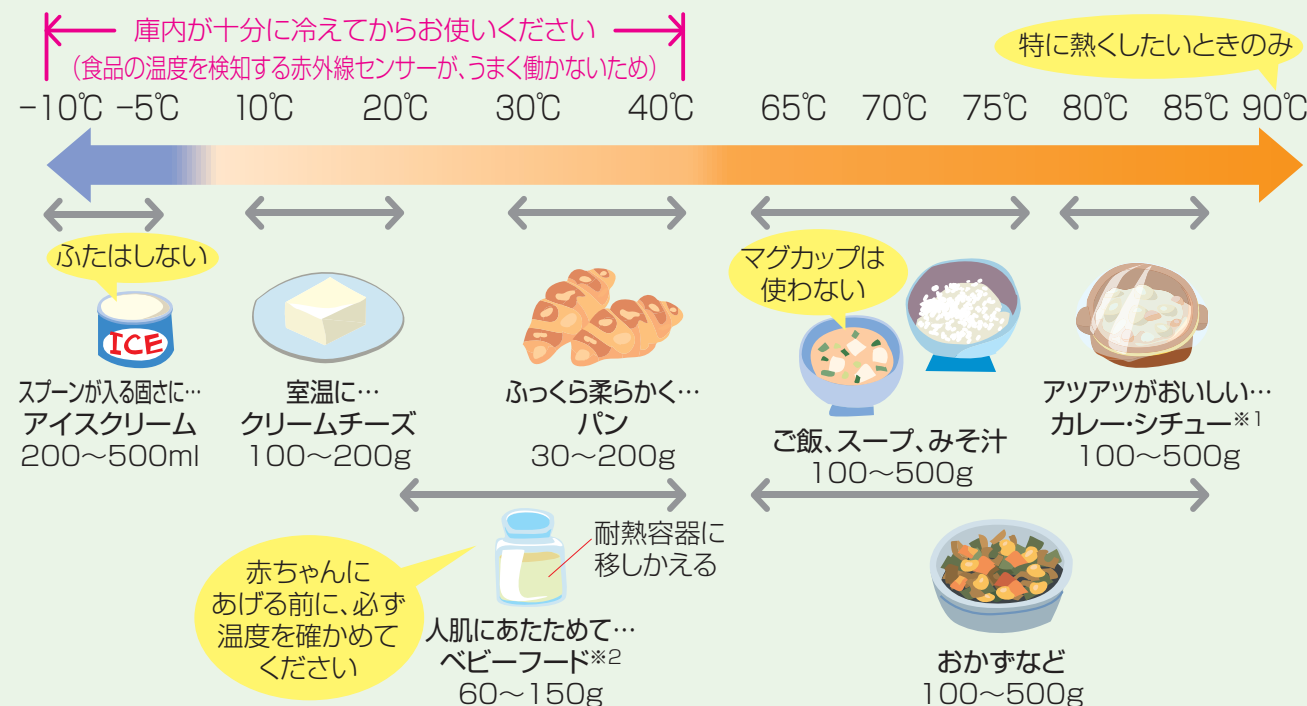 庫内が十分に冷えてからお使いください
（食品の温度を検知する赤外線センサーが、うまく働かないため）
特に熱くしたいときのみ
−10℃ −5℃ 10℃ 20℃ 30℃ 40℃ 65℃ 70℃ 75℃ 80℃ 85℃ 90℃
ふたはしない
ICE
スプーンが入る固さに…
アイスクリーム
200〜500ml
室温に…
クリームチーズ
100〜200g
ふっくら柔らかく…
パン
30〜200g
マグカップは
使わない
ご飯、スープ、みそ汁
100〜500g
アツアツがおいしい…
カレー・シチュー※1
100〜500g
赤ちゃんに
あげる前に、必ず
温度を確かめて
ください
耐熱容器に
移しかえる
人肌にあたためて…
ベビーフード※2
60〜150g
おかずなど
100〜500g